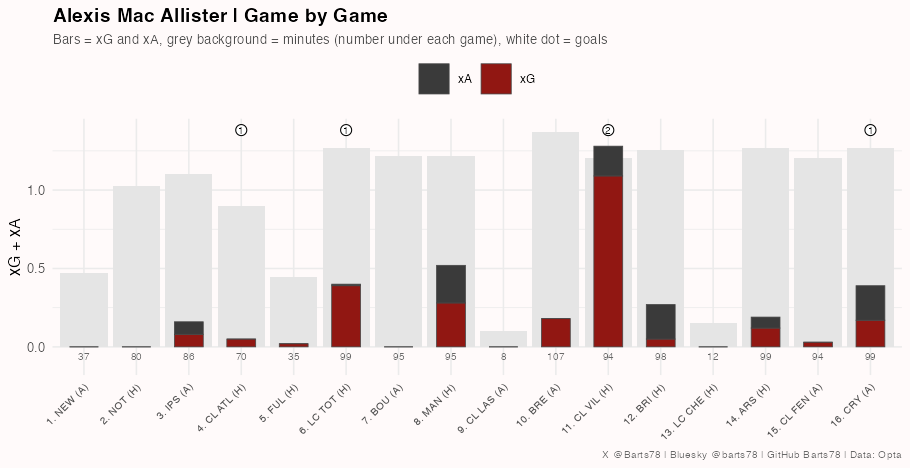 Alexis Mac Allister | Game by Game
Bars = xG and xA, grey background = minutes (number under each game), white dot = goals
xA xG
1 1 2 1
xG + xA
1.0
0.5
0.0
37 80 86 70 35 99 95 95 8 107 94 98 12 99 94 99
1. NEW (A)
2. NOT (H)
3. IPS (A)
4. CL ATL (H)
5. FUL (H)
6. LC TOT (H)
7. BOU (A)
8. MAN (H)
9. CL LAS (A)
10. BRE (A)
11. CL VIL (H)
12. BRI (H)
13. LC CHE (H)
14. ARS (H)
15. CL FEN (A)
16. CRY (A)
X @Barts78 | Bluesky @barts78 | GitHub Barts78 | Data: Opta